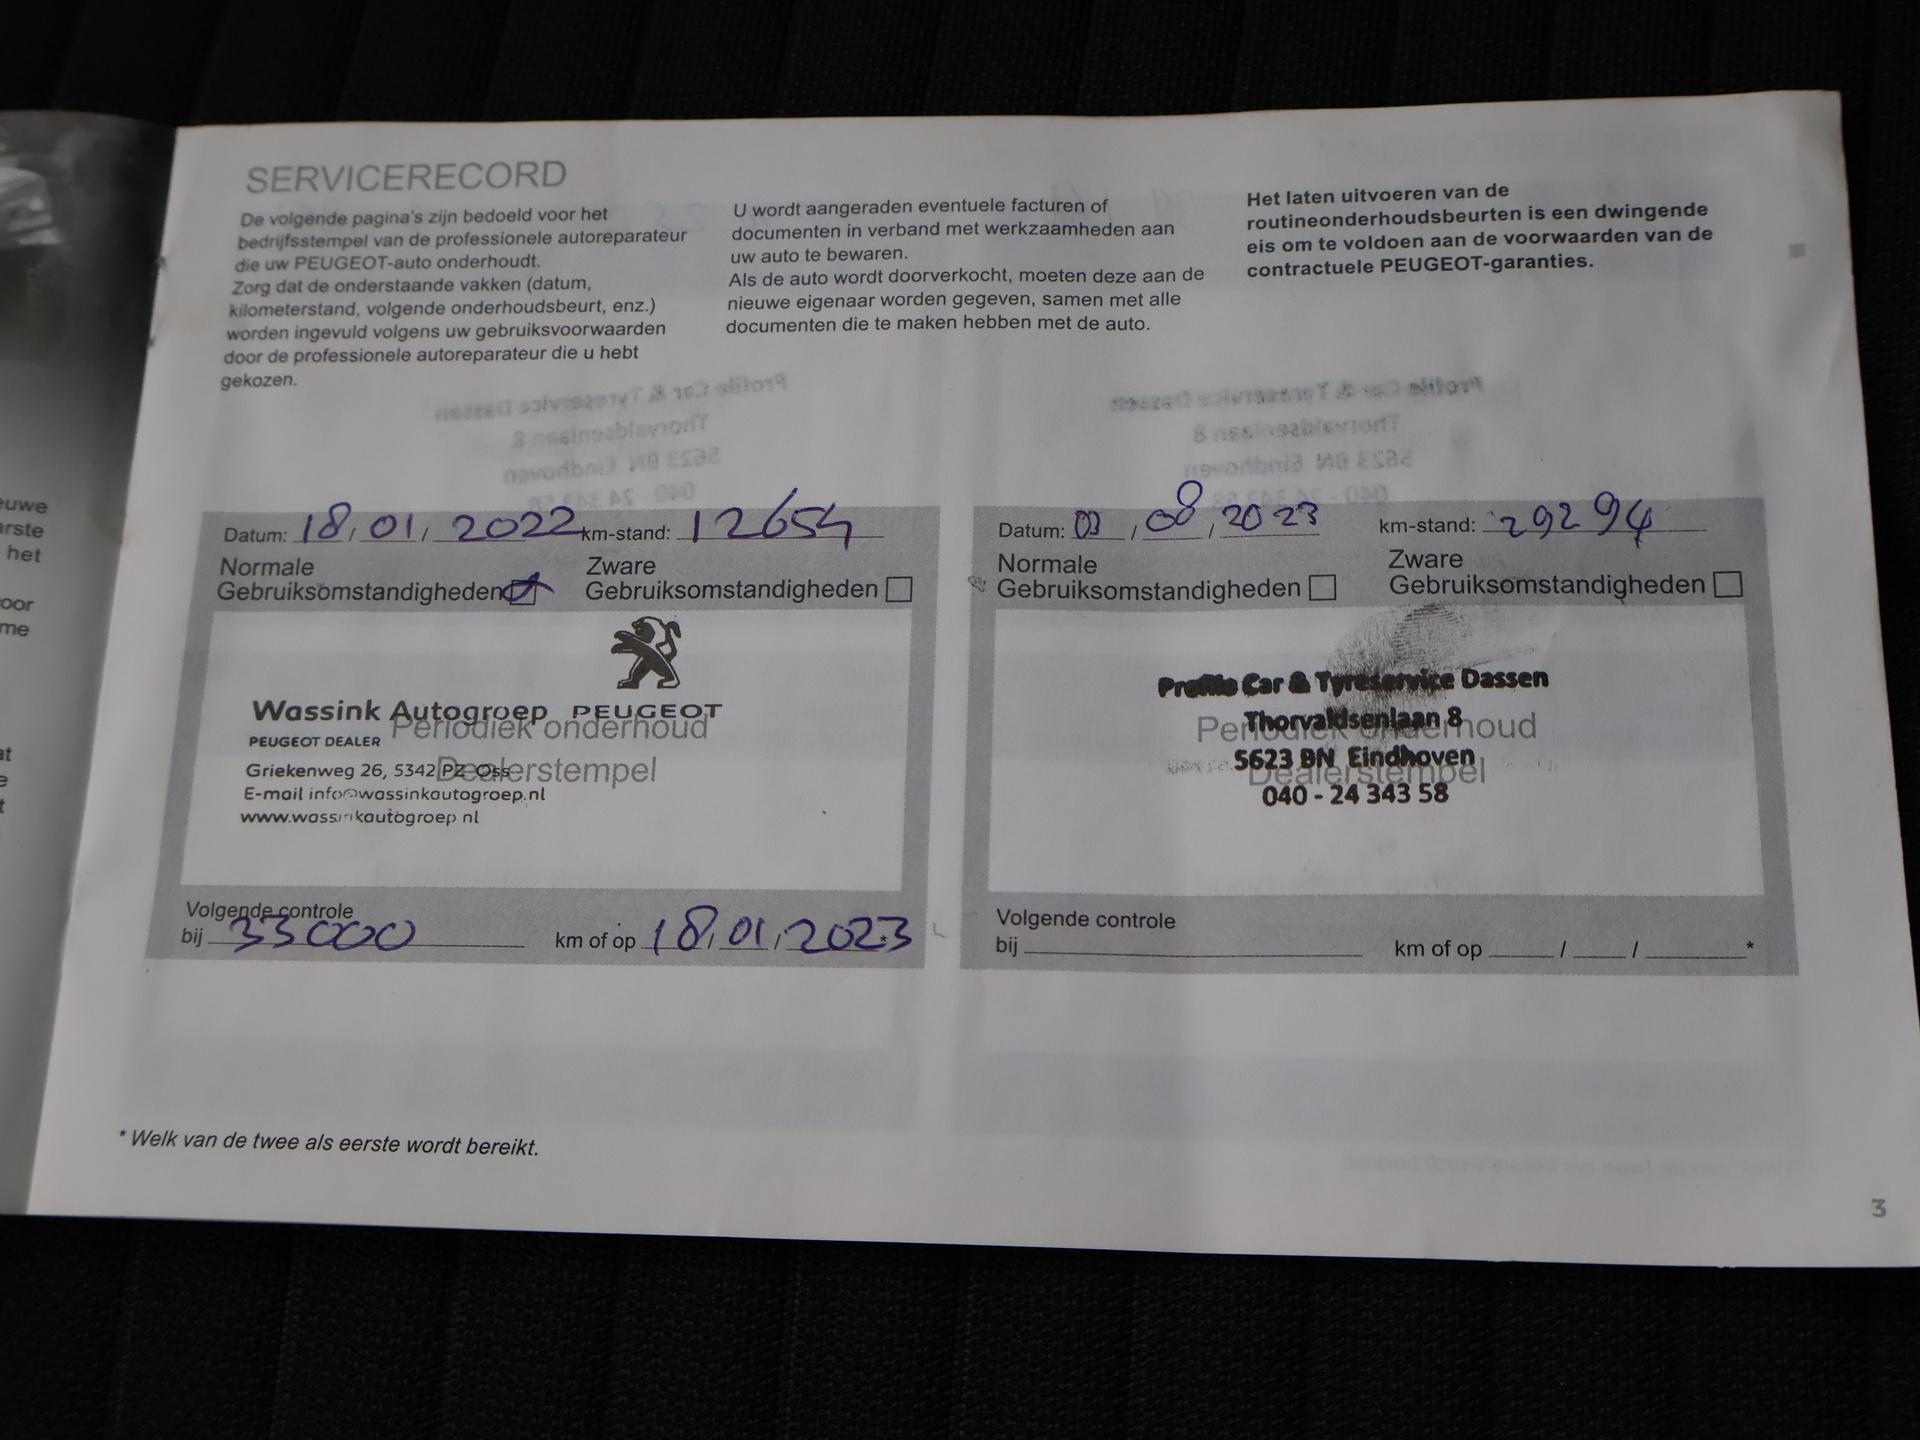 SERVICERECORD
De volgende pagina's zijn bedoeld voor het
bedrijfsstempel van de professionele autoreparateur
die uw PEUGEOT-auto onderhoudt.
Zorg dat de onderstaande vakken (datum,
kilometerstand, volgende onderhoudsbeurt, enz.)
worden ingevuld volgens uw gebruiksvoorwaarden
door de professionele autoreparateur die u hebt
gekozen.
U wordt aangeraden eventuele facturen of
documenten in verband met werkzaamheden aan
uw auto te bewaren.
Als de auto wordt doorverkocht, moeten deze aan de
nieuwe eigenaar worden gegeven, samen met alle
documenten die te maken hebben met de auto.
Het laten uitvoeren van de
routineonderhoudsbeurten is een dwingende
eis om te voldoen aan de voorwaarden van de
contractuele PEUGEOT-garanties.
Datum: 18/01/2022 km-stand: 12654
Normale Zware
Gebruiksomstandigheden Gebruiksomstandigheden
Wassink Autogroep PEUGEOT
Periodiek onderhoud
PEUGEOT DEALER
Dealerstempel
Griekenweg 26, 5342 PZ Oss
E-mail info@wassinkautogroep.nl
www.wassinkautogroep nl
Volgende controle
bij 33000 km of op 18/01/2023*
Datum: 03/08/2023 km-stand: 29294
Normale Zware
Gebruiksomstandigheden Gebruiksomstandigheden
Profile Car & Tyreservice Dassen
Thorvaldsenlaan 8
Periodiek onderhoud
5623 BN Eindhoven
Dealerstempel
040 - 24 343 58
Volgende controle
bij km of op / / *
* Welk van de twee als eerste wordt bereikt.
3